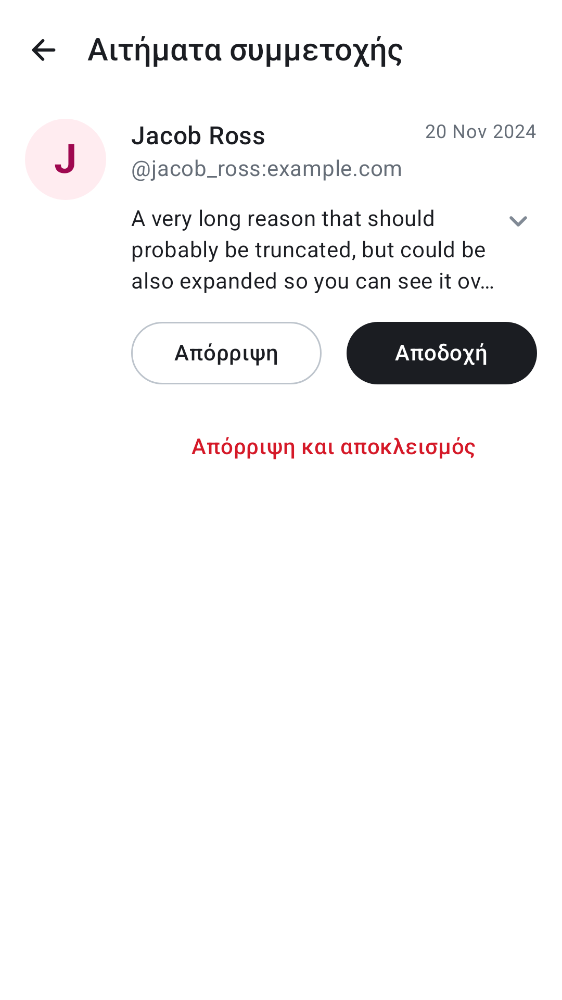 Αιτήματα συμμετοχής
J
Jacob Ross
20 Nov 2024
@jacob_ross:example.com
A very long reason that should
probably be truncated, but could be
also expanded so you can see it ov…
Απόρριψη
Αποδοχή
Απόρριψη και αποκλεισμός